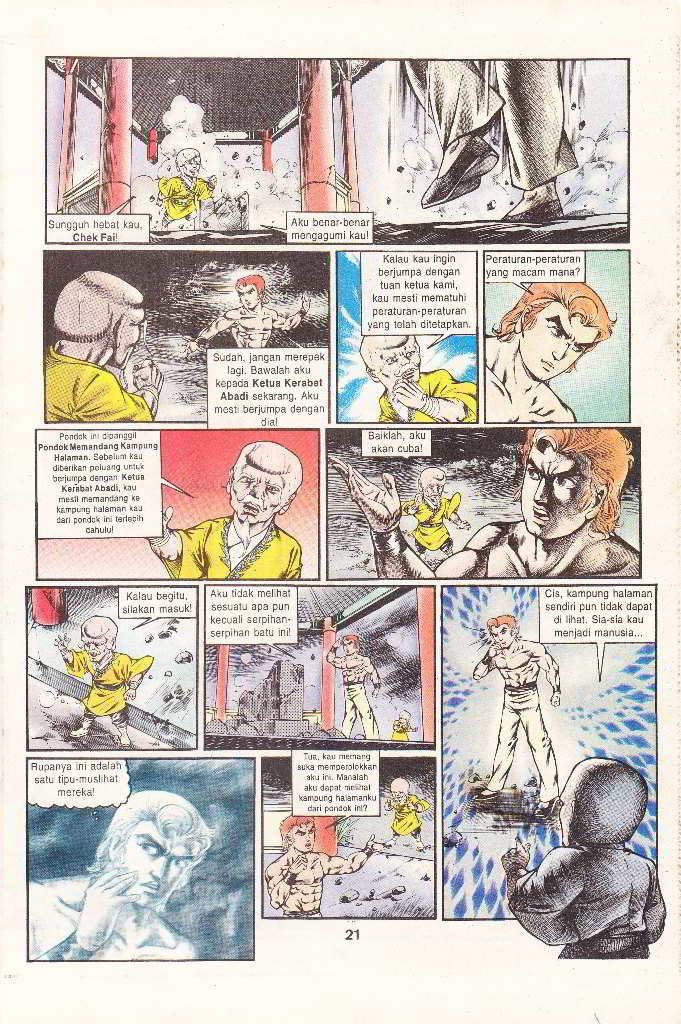 Sungguh hebat kau,
Chek Fai!
Aku benar-benar
mengagumi kau!
Sudah, jangan merepek
lagi. Bawalah aku
kepada Ketua Kerabat
Abadi sekarang. Aku
mesti berjumpa dengan
dia!
Kalau kau ingin
berjumpa dengan
tuan ketua kami,
kau mesti mematuhi
peraturan-peraturan
yang telah ditetapkan.
Peraturan-peraturan
yang macam mana?
Pondok ini dipanggil
Pondok Memandang Kampung
Halaman. Sebelum kau
diberikan peluang untuk
berjumpa dengan Ketua
Kerabat Abadi, kau
mesti memandang ke
kampung halaman kau
dari pondok ini terlebih
dahulu!
Baiklah, aku
akan cuba!
Kalau begitu,
silakan masuk!
Aku tidak melihat
sesuatu apa pun
kecuali serpihan-
serpihan batu ini!
Cis, kampung halaman
sendiri pun tidak dapat
di lihat. Sia-sia kau
menjadi manusia...
Tua, kau memang
suka memperolokkan
aku ini. Manalah
aku dapat melihat
kampung halamanku
dari pondok ini?
Rupanya ini adalah
satu tipu-muslihat
mereka!
21